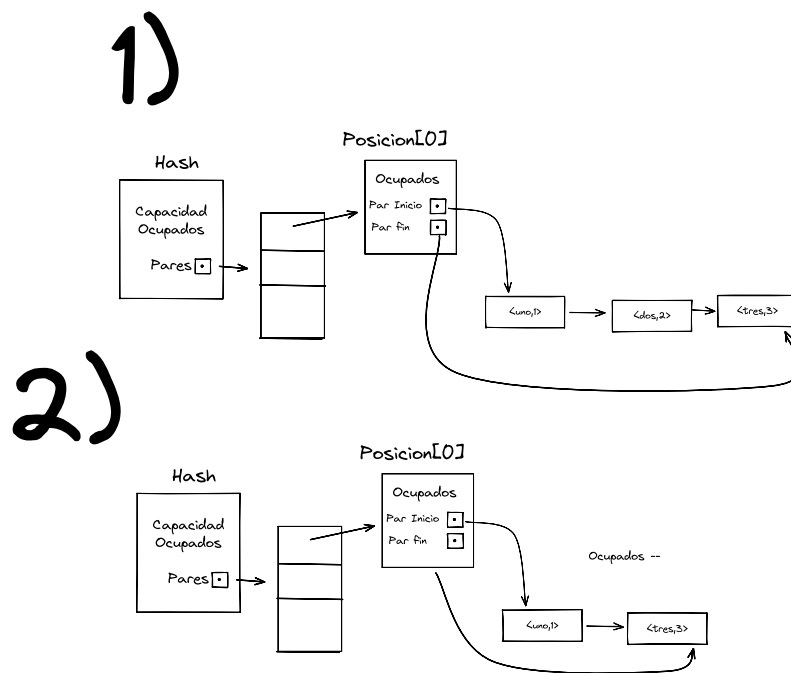 1)
Posicion[0]
Hash
Ocupados
Capacidad
Ocupados
Par Inicio
Par fin
Pares
<uno,1>
<dos,2>
<tres,3>
2)
Posicion[0]
Hash
Ocupados
Capacidad
Ocupados
Par Inicio
Par fin
Ocupados --
Pares
<uno,1>
<tres,3>